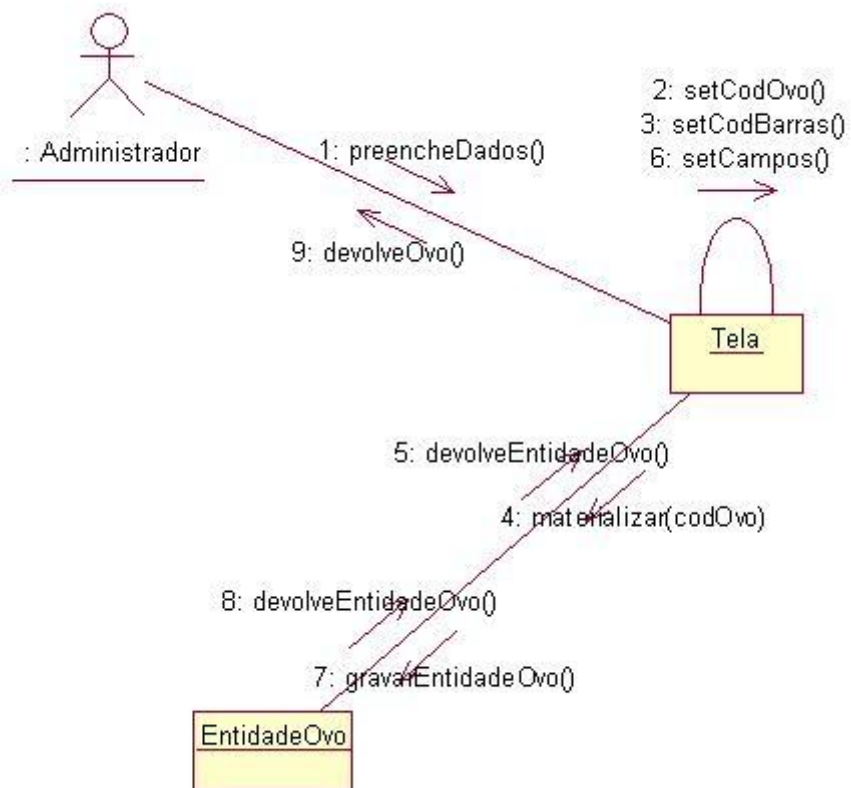 2: setCodOvo()
3: setCodBarras()
6: setCampos()
: Administrador
1: preencheDados()
9: devolveOvo()
Tela
5: devolveEntidadeOvo()
4: materializar(codOvo)
8: devolveEntidadeOvo()
7: gravarEntidadeOvo()
EntidadeOvo